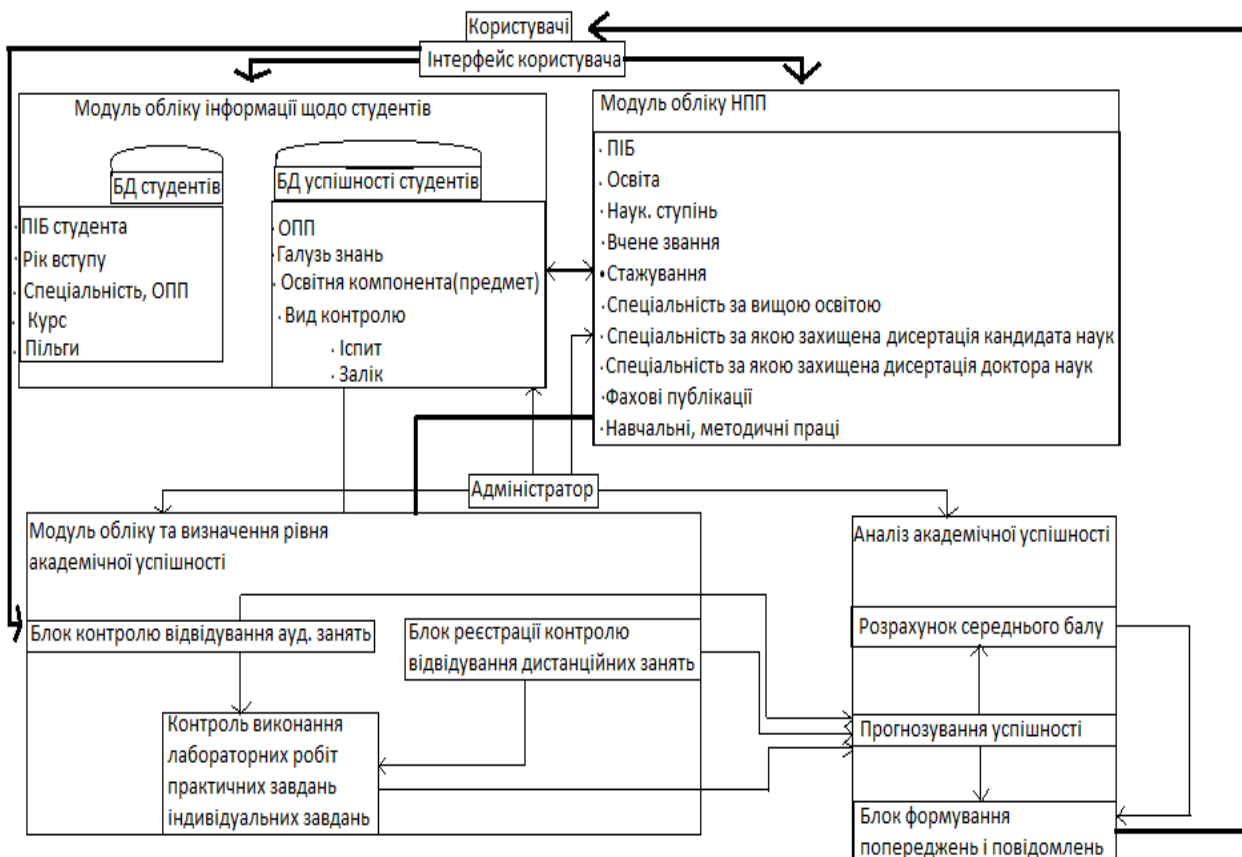 Користувачі
Інтерфейс користувача
Модуль обліку інформації щодо студентів
БД студентів
ПІБ студента
Рік вступу
Спеціальність, ОПП
Курс
Пільги
БД успішності студентів
ОПП
Галузь знань
Освітня компонента(предмет)
Вид контролю
Іспит
Залік
Модуль обліку НПП
ПІБ
Освіта
Наук. ступінь
Вчене звання
Стажування
Спеціальність за вищою освітою
Спеціальність за якою захищена дисертація кандидата наук
Спеціальність за якою захищена дисертація доктора наук
Фахові публікації
Навчальні, методичні праці
Адміністратор
Модуль обліку та визначення рівня
академічної успішності
Блок контролю відвідування ауд. занять
Блок реєстрації контролю
відвідування дистанційних занять
Контроль виконання
лабораторних робіт
практичних завдань
індивідуальних завдань
Аналіз академічної успішності
Розрахунок середнього балу
Прогнозування успішності
Блок формування
попереджень і повідомлень